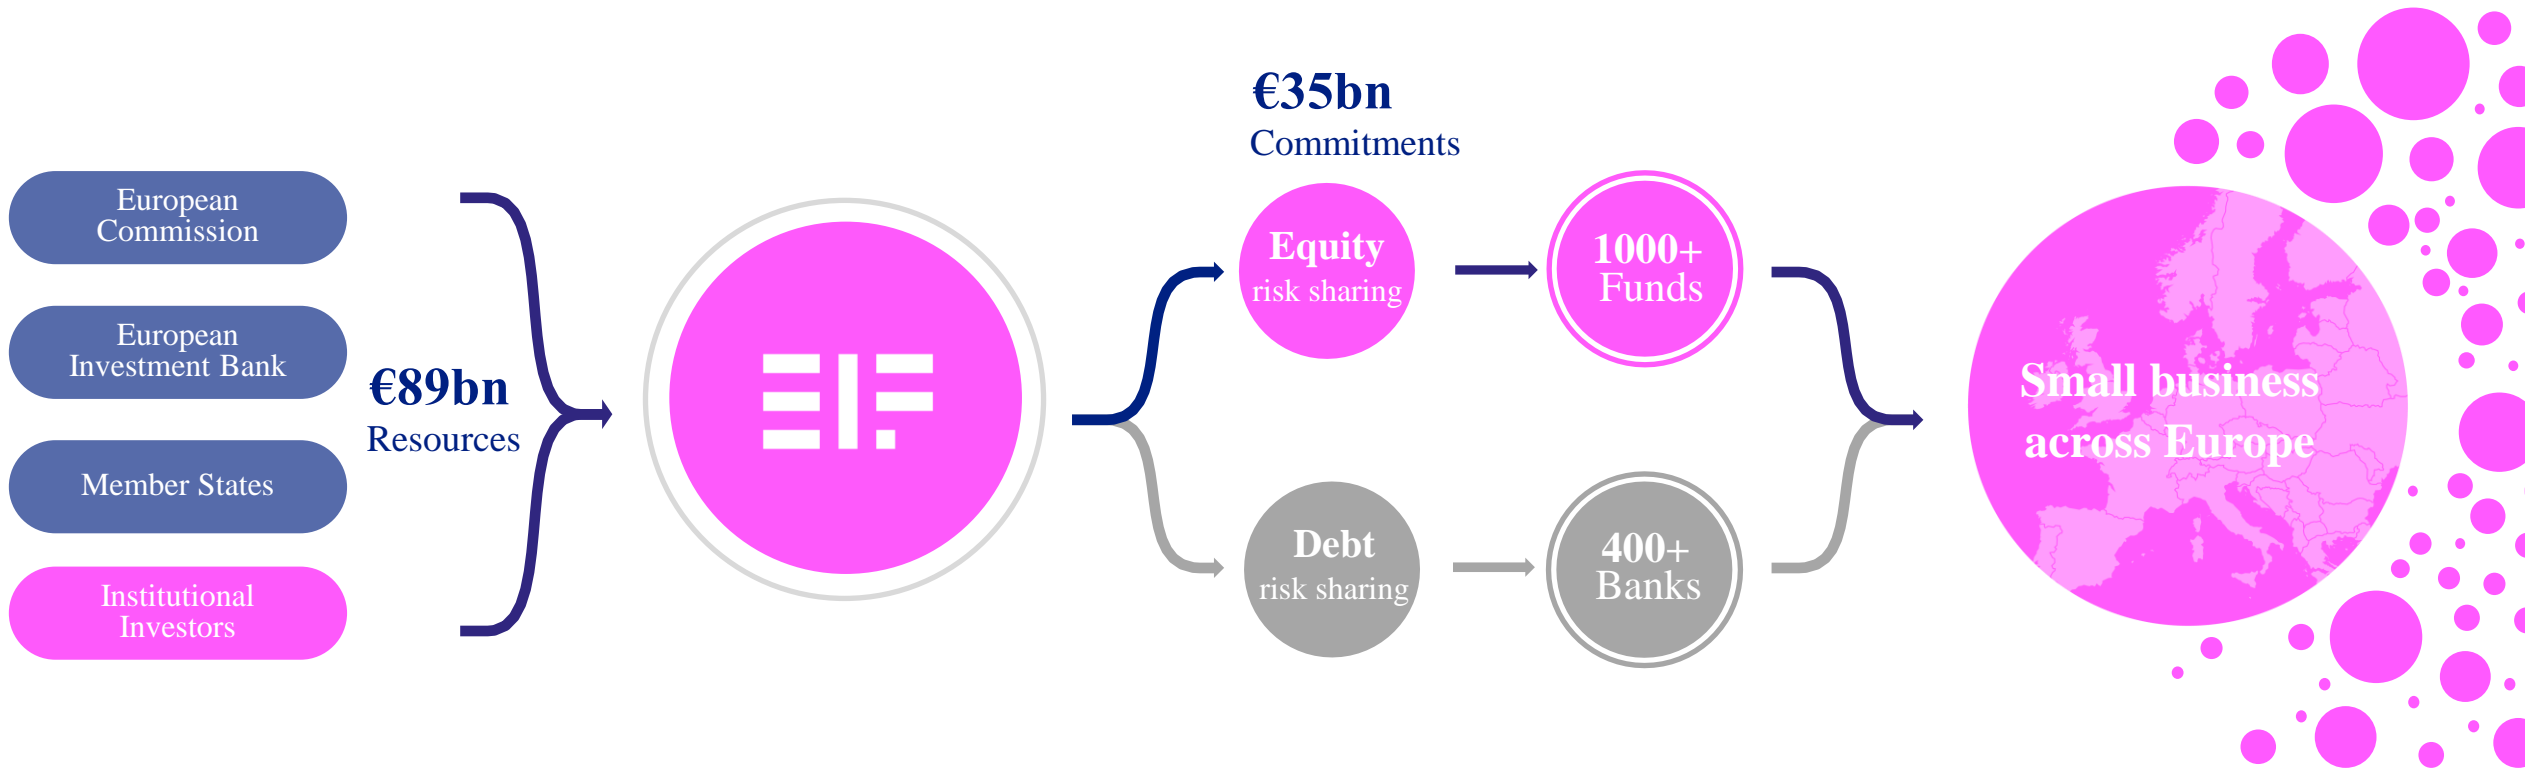 European
Commission
European
Investment Bank
Member States
Institutional
Investors
€89bn
Resources
EIF
€35bn
Commitments
Equity
risk sharing
1000+
Funds
Debt
risk sharing
400+
Banks
Small business
across Europe